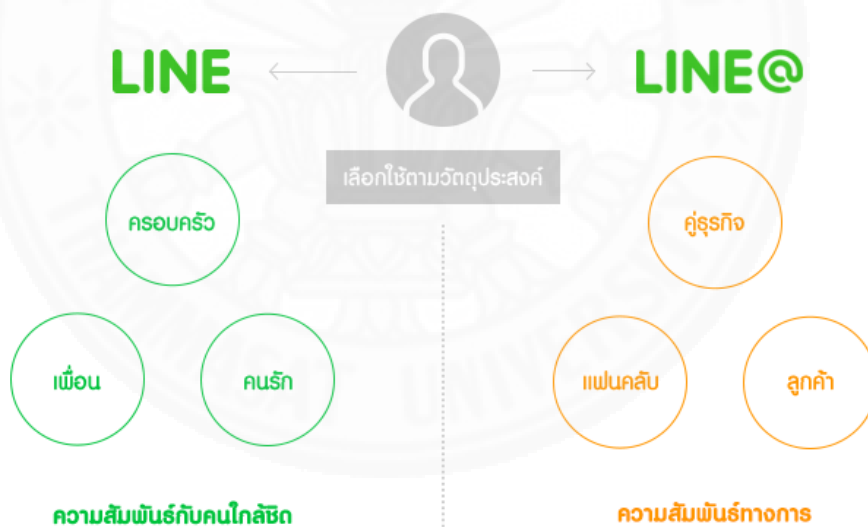 LINE
LINE@
เลือกใช้ตามวัตถุประสงค์
ครอบครัว
คู่ธุรกิจ
เพื่อน
คนรัก
แฟนคลับ
ลูกค้า
ความสัมพันธ์กับคนใกล้ชิด
ความสัมพันธ์ทางการ